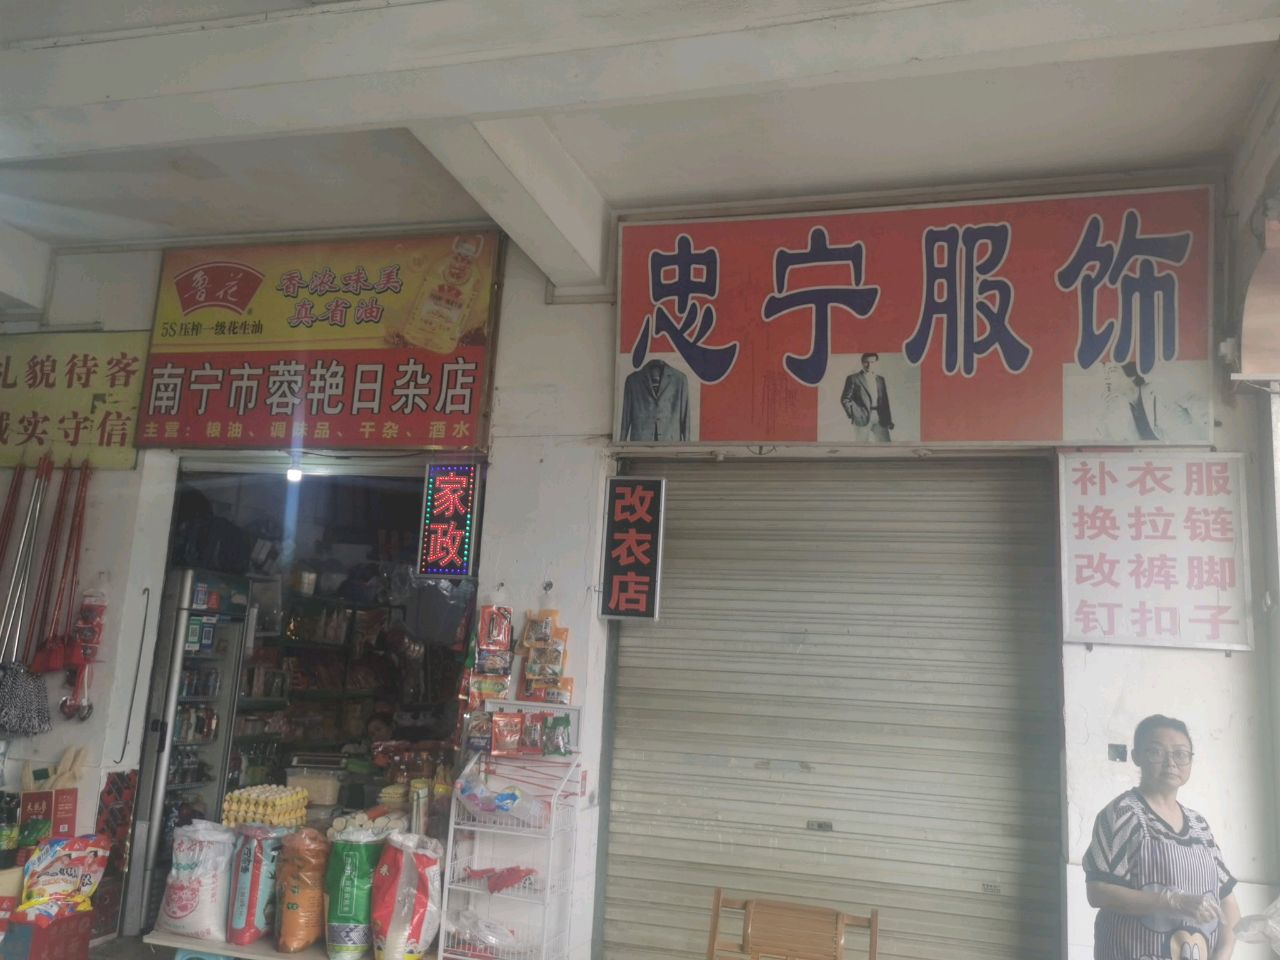 礼貌待客
诚实守信
鲁花
香浓味美
真省油
5S压榨一级花生油
南宁市蓉艳日杂店
主营：粮油、调味品、干杂、酒水
家政
忠宁服饰
改衣店
补衣服
换拉链
改裤脚
钉扣子